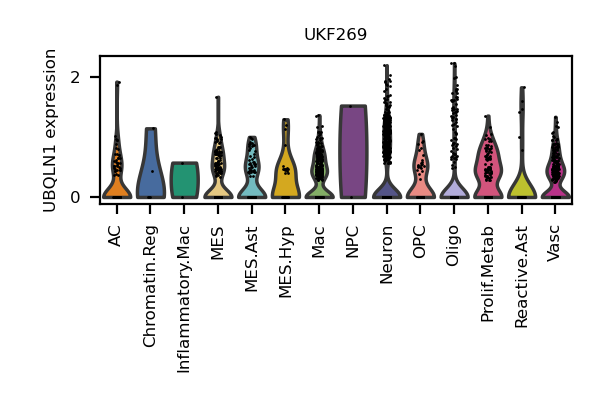 UKF269
UBQLN1 expression
2
0
AC
Chromatin.Reg
Inflammatory.Mac
MES
MES.Ast
MES.Hyp
Mac
NPC
Neuron
OPC
Oligo
Prolif.Metab
Reactive.Ast
Vasc